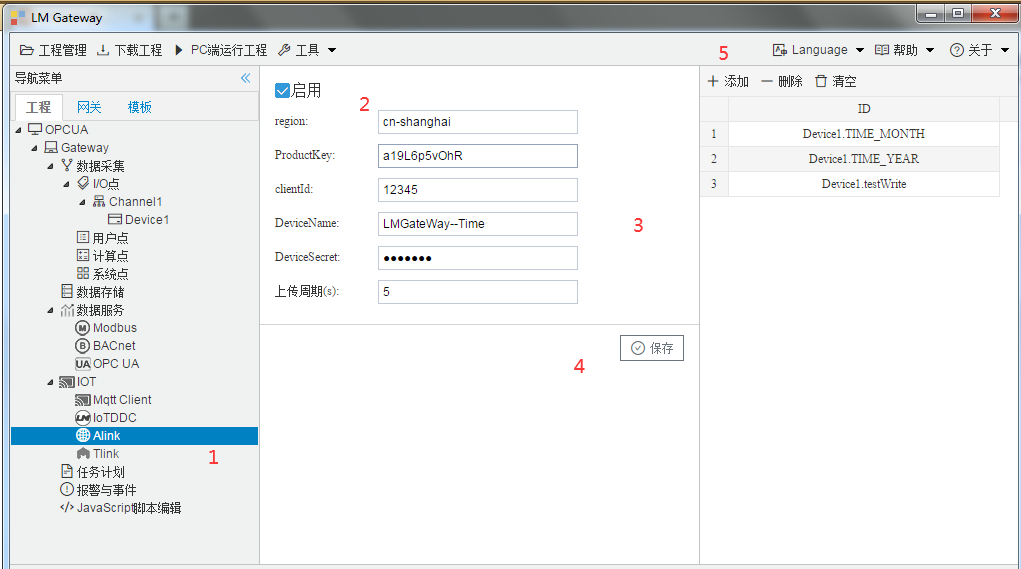 LM Gateway
工程管理 下载工程 PC端运行工程 工具 Language 帮助 关于
导航菜单
工程 网关 模板
OPCUA
Gateway
数据采集
I/O点
Channel1
Device1
用户点
计算点
系统点
数据存储
数据服务
M Modbus
B BACnet
UA OPC UA
IOT
Mqtt Client
LM IoTDDC
Alink
Tlink
任务计划
报警与事件
</> JavaScript脚本编辑
1
启用
2
region: cn-shanghai
ProductKey: a19L6p5vOhR
clientId: 12345
DeviceName: LMGateWay--Time
3
DeviceSecret: ●●●●●●●
上传周期(s): 5
保存
4
5
添加 删除 清空
ID
1 Device1.TIME_MONTH
2 Device1.TIME_YEAR
3 Device1.testWrite